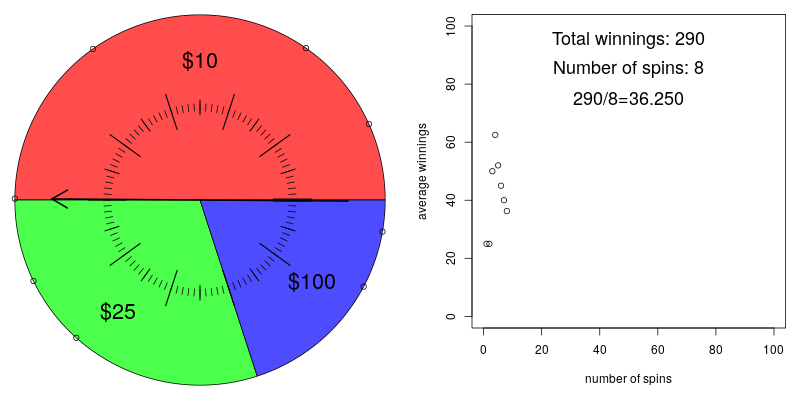 $10
$25
$100
Total winnings: 290
Number of spins: 8
290/8=36.250
average winnings
100
80
60
40
20
0
0 20 40 60 80 100
number of spins